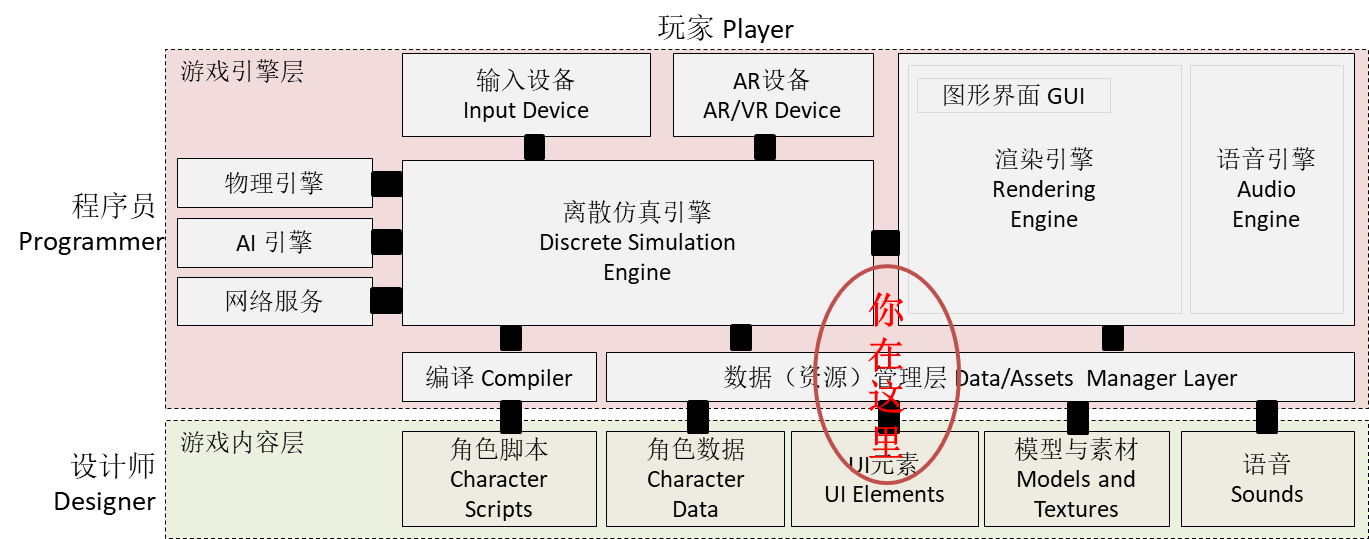 玩家 Player
游戏引擎层
输入设备
Input Device
AR设备
AR/VR Device
图形界面 GUI
渲染引擎
Rendering
Engine
语音引擎
Audio
Engine
程序员
Programmer
物理引擎
AI 引擎
网络服务
离散仿真引擎
Discrete Simulation
Engine
你
在
这
里
编译 Compiler
数据（资源）管理层 Data/Assets Manager Layer
设计师
Designer
游戏内容层
角色脚本
Character
Scripts
角色数据
Character
Data
UI元素
UI Elements
模型与素材
Models and
Textures
语音
Sounds